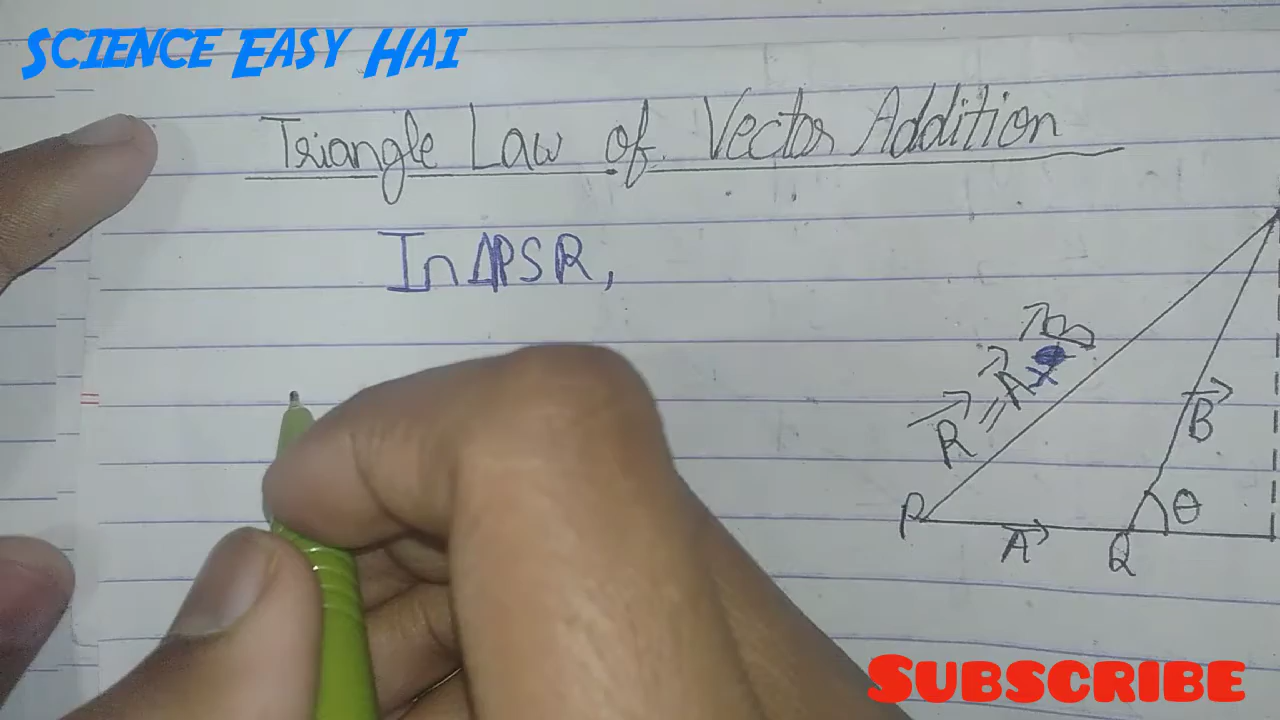 SCIENCE EASY HAI
Triangle Law of Vector Addition
In ΔPSR,
R = A + B
B
P
A
Q
θ
SUBSCRIBE